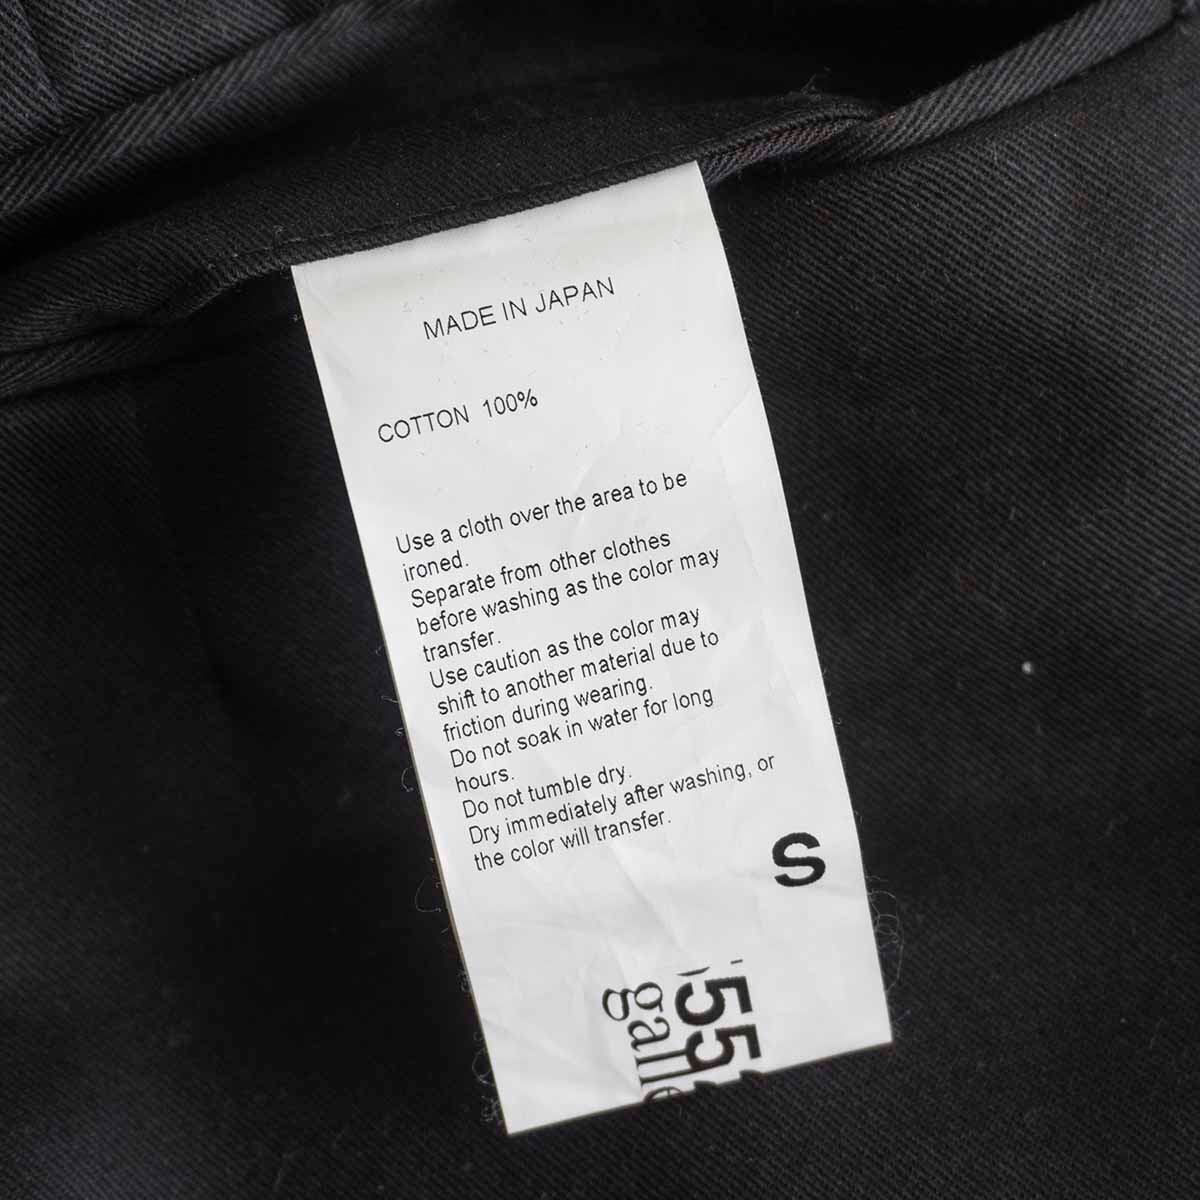 MADE IN JAPAN
COTTON 100%
Use a cloth over the area to be
ironed.
Separate from other clothes
before washing as the color may
transfer.
Use caution as the color may
shift to another material due to
friction during wearing.
Do not soak in water for long
hours.
Do not tumble dry.
Dry immediately after washing, or
the color will transfer.
S
55
galle